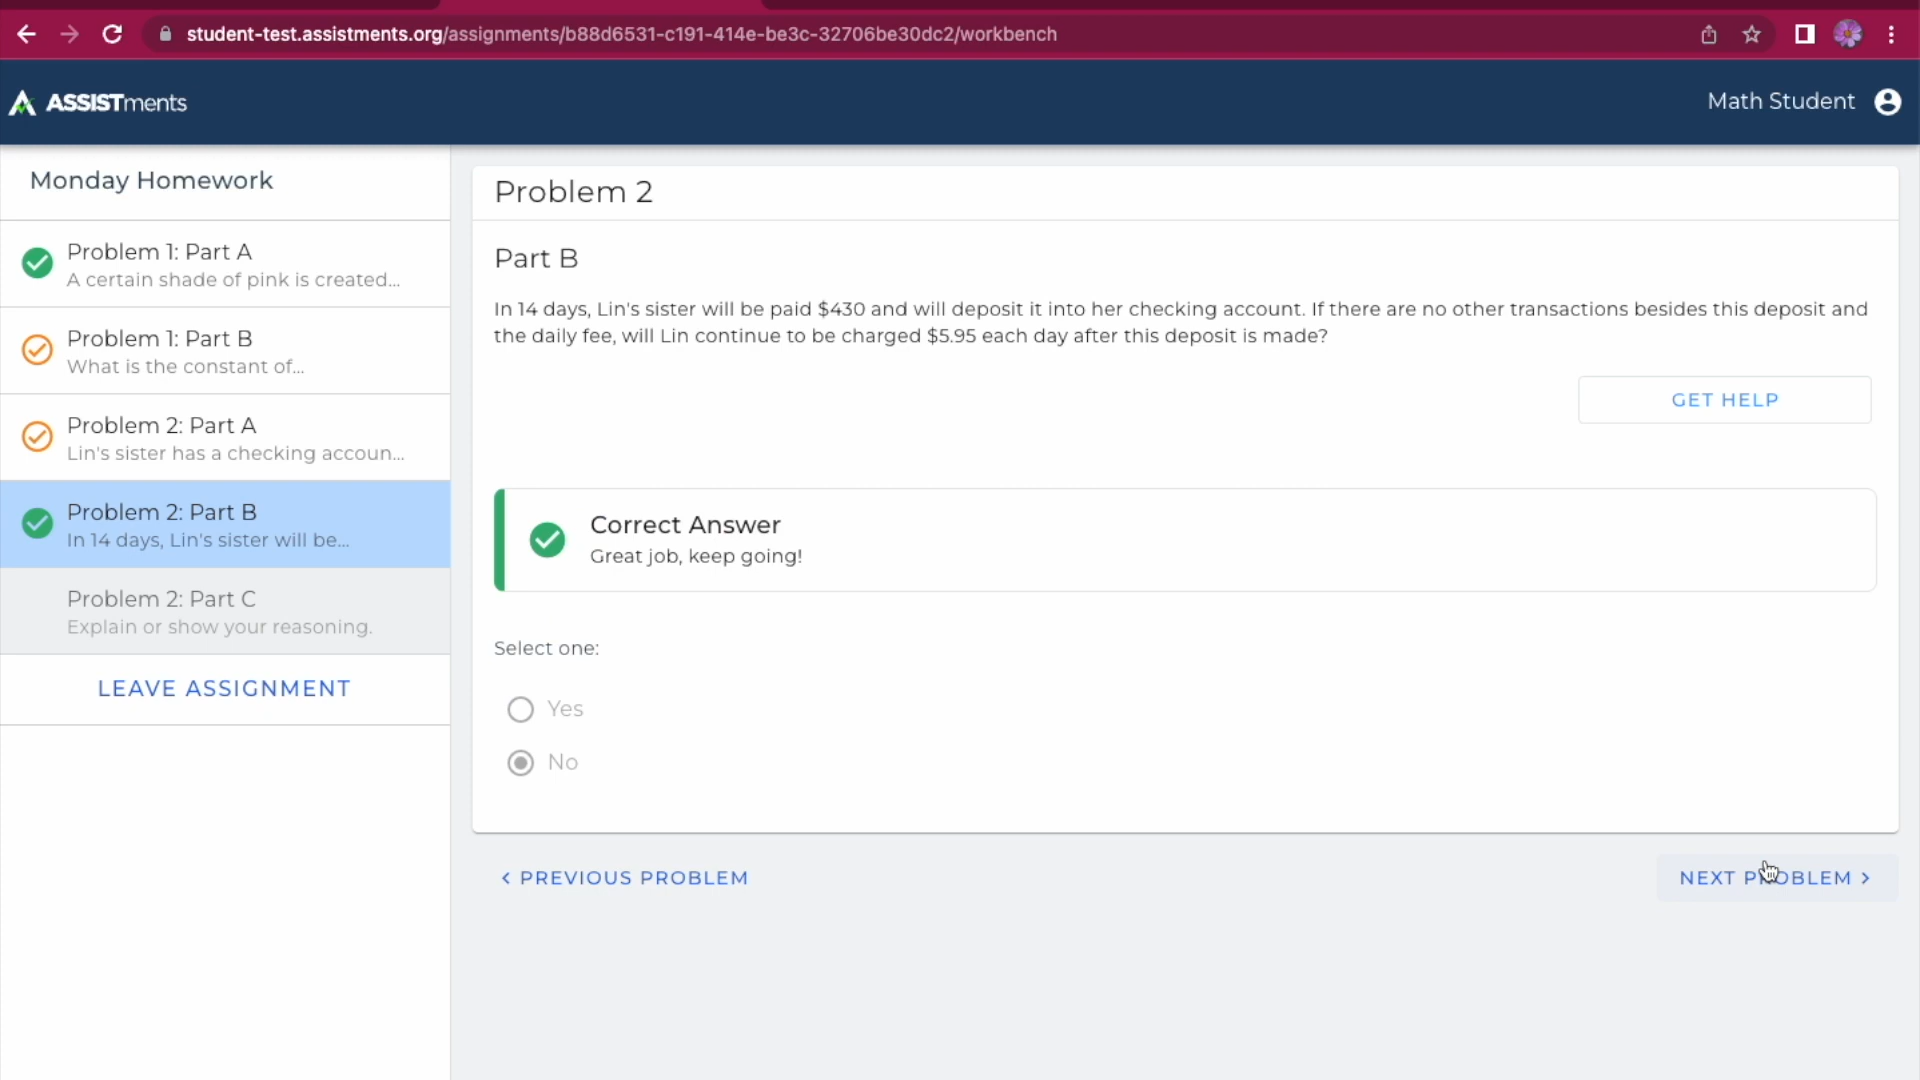 student-test.assistments.org/assignments/b88d6531-c191-414e-be3c-32706be30dc2/workbench
ASSISTments
Math Student
Monday Homework
Problem 1: Part A
A certain shade of pink is created...
Problem 1: Part B
What is the constant of...
Problem 2: Part A
Lin's sister has a checking accoun...
Problem 2: Part B
In 14 days, Lin's sister will be...
Problem 2: Part C
Explain or show your reasoning.
LEAVE ASSIGNMENT
Problem 2
Part B
In 14 days, Lin's sister will be paid $430 and will deposit it into her checking account. If there are no other transactions besides this deposit and
the daily fee, will Lin continue to be charged $5.95 each day after this deposit is made?
GET HELP
Correct Answer
Great job, keep going!
Select one:
Yes
No
< PREVIOUS PROBLEM
NEXT PROBLEM >